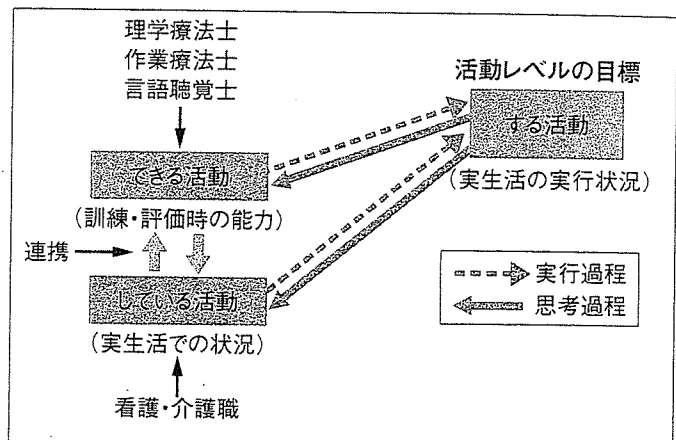 理学療法士
作業療法士
言語聴覚士
活動レベルの目標
する活動
(実生活の実行状況)
できる活動
(訓練・評価時の能力)
連携
している活動
(実生活での状況)
看護・介護職
実行過程
思考過程